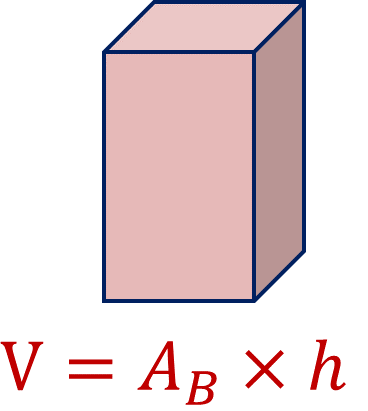 V = A_B × h